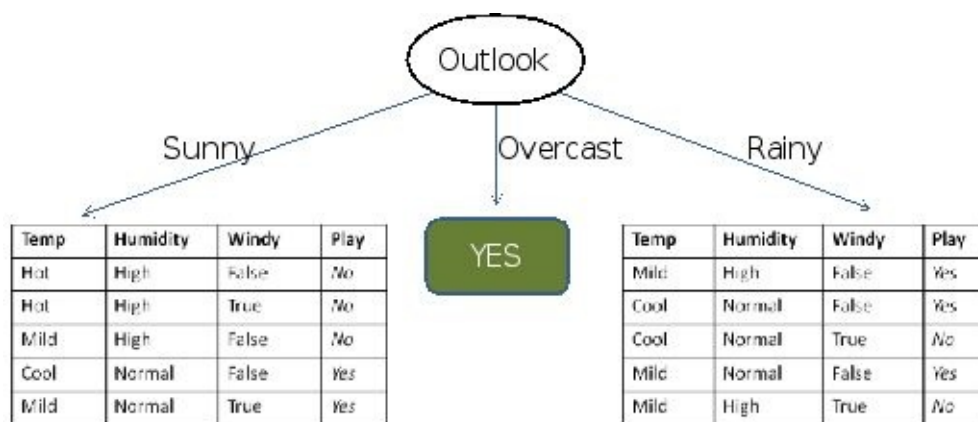 Outlook
Sunny Overcast Rainy
Temp Humidity Windy Play
Hot High False No
Hot High True No
Mild High False No
Cool Normal False Yes
Mild Normal True Yes
YES
Temp Humidity Windy Play
Mild High False Yes
Cool Normal False Yes
Cool Normal True No
Mild Normal False Yes
Mild High True No